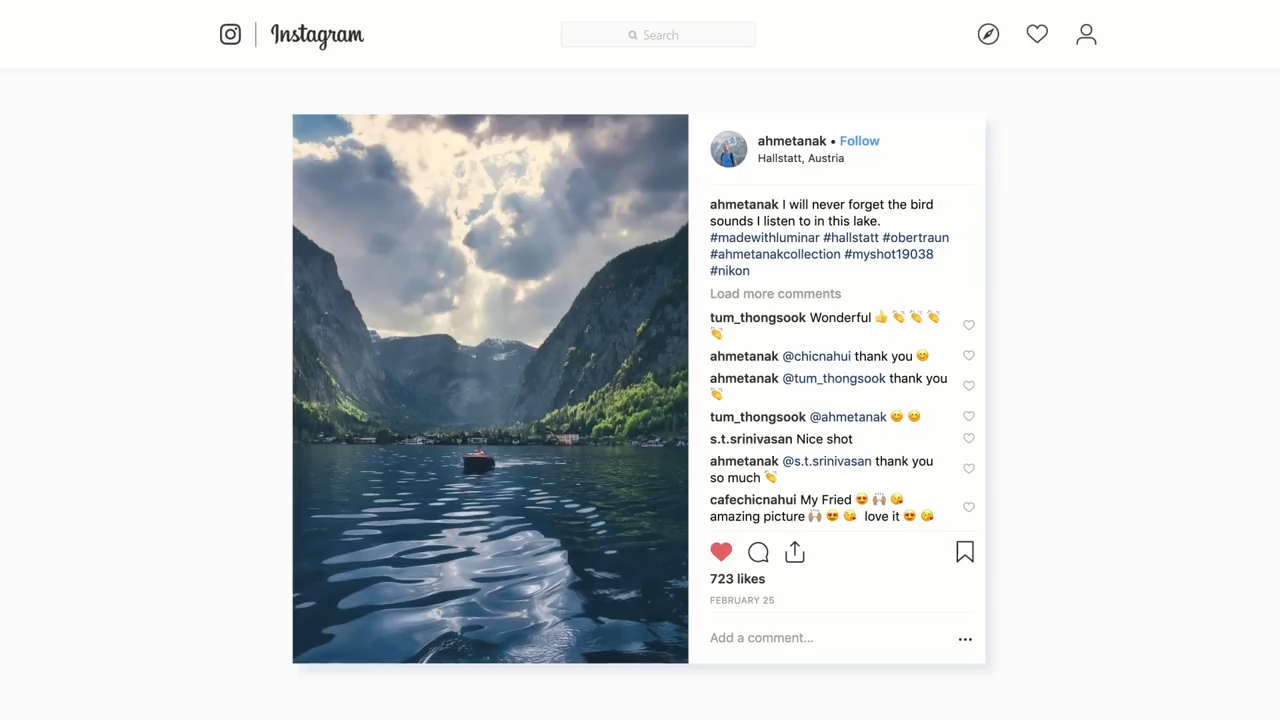 Instagram
Search
ahmetanak • Follow
Hallstatt, Austria
ahmetanak I will never forget the bird
sounds I listen to in this lake.
#madewithluminar #hallstatt #obertraun
#ahmetanakcollection #myshot19038
#nikon
Load more comments
tum_thongsook Wonderful 👍 👏 👏 👏
👏
ahmetanak @chicnahui thank you 😊
ahmetanak @tum_thongsook thank you
👏
tum_thongsook @ahmetanak 😊 😊
s.t.srinivasan Nice shot
ahmetanak @s.t.srinivasan thank you
so much 👏
cafechicnahui My Fried 😍 🙌🏽 😘
amazing picture 🙌🏽 😍 😘 love it 😍 😘
723 likes
FEBRUARY 25
Add a comment...